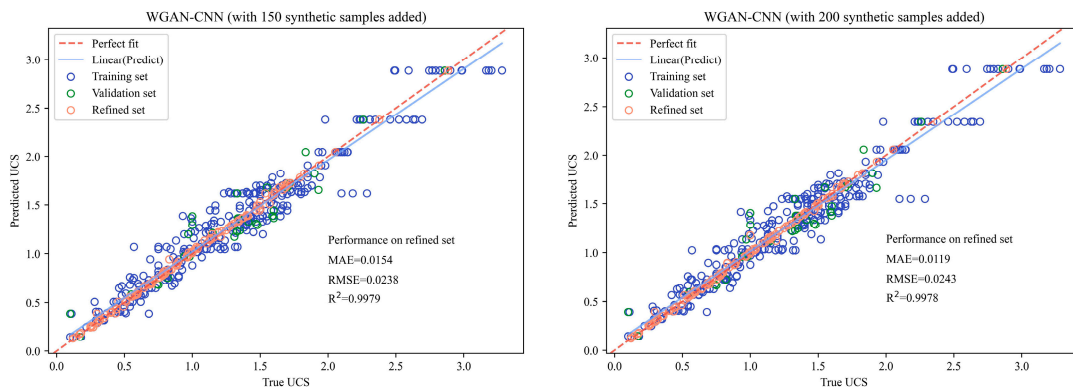 WGAN-CNN (with 150 synthetic samples added)
Perfect fit
Linear(Predict)
Training set
Validation set
Refined set
3.0
2.5
2.0
1.5
1.0
0.5
0.0
Prerdicted UCS
Performance on refined set
MAE=0.0154
RMSE=0.0238
R²=0.9979
0.0 0.5 1.0 1.5 2.0 2.5 3.0
True UCS
WGAN-CNN (with 200 synthetic samples added)
Perfect fit
Linear(Predict)
Training set
Validation set
Refined set
3.0
2.5
2.0
1.5
1.0
0.5
0.0
Prerdicted UCS
Performance on refined set
MAE=0.0119
RMSE=0.0243
R²=0.9978
0.0 0.5 1.0 1.5 2.0 2.5 3.0
True UCS